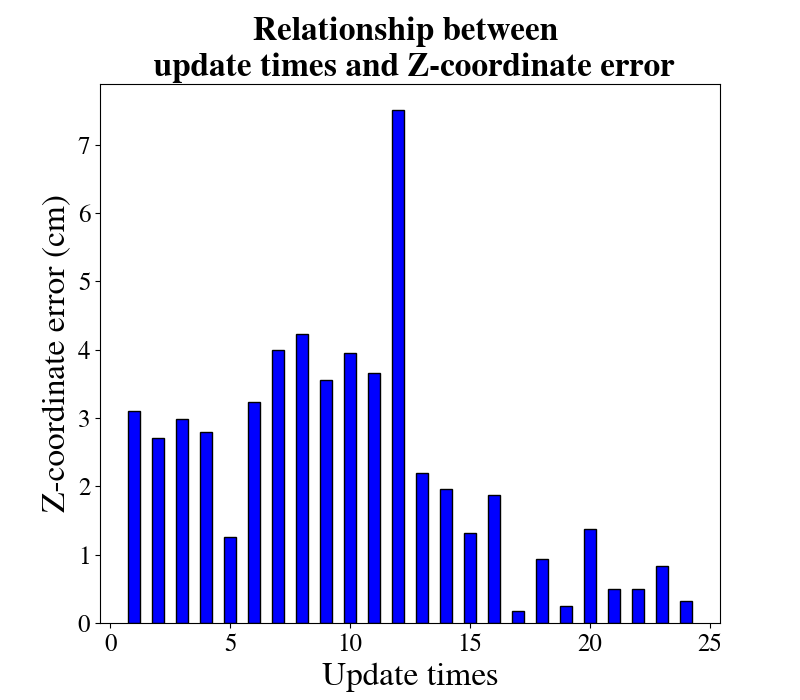 Relationship between
update times and Z-coordinate error
Z-coordinate error (cm)
7
6
5
4
3
2
1
0
0 5 10 15 20 25
Update times